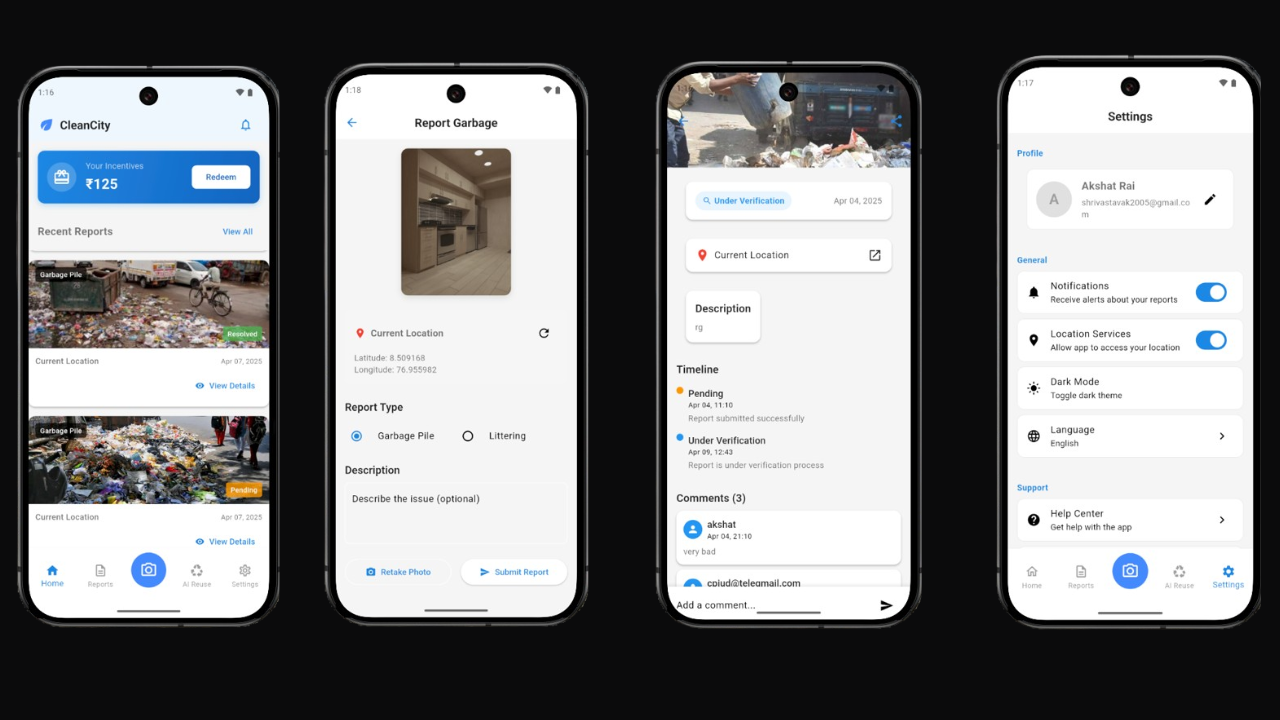 1:16
CleanCity
Your Incentives
₹125
Redeem
Recent Reports
View All
Garbage Pile
Resolved
Current Location
Apr 07, 2025
View Details
Garbage Pile
Pending
Current Location
Apr 07, 2025
View Details
Home
Reports
AI Reuse
Settings
1:18
Report Garbage
Current Location
Latitude: 8.509168
Longitude: 76.955982
Report Type
Garbage Pile
Littering
Description
Describe the issue (optional)
Retake Photo
Submit Report
Under Verification
Apr 04, 2025
Current Location
Description
rg
Timeline
Pending
Apr 04, 11:10
Report submitted successfully
Under Verification
Apr 09, 12:43
Report is under verification process
Comments (3)
akshat
Apr 04, 21:10
very bad
cpiud@telegmail.com
Add a comment...
1:17
Settings
Profile
A
Akshat Rai
shrivastavak2005@gmail.co
m
General
Notifications
Receive alerts about your reports
Location Services
Allow app to access your location
Dark Mode
Toggle dark theme
Language
English
Support
Help Center
Get help with the app
Home
Reports
AI Reuse
Settings